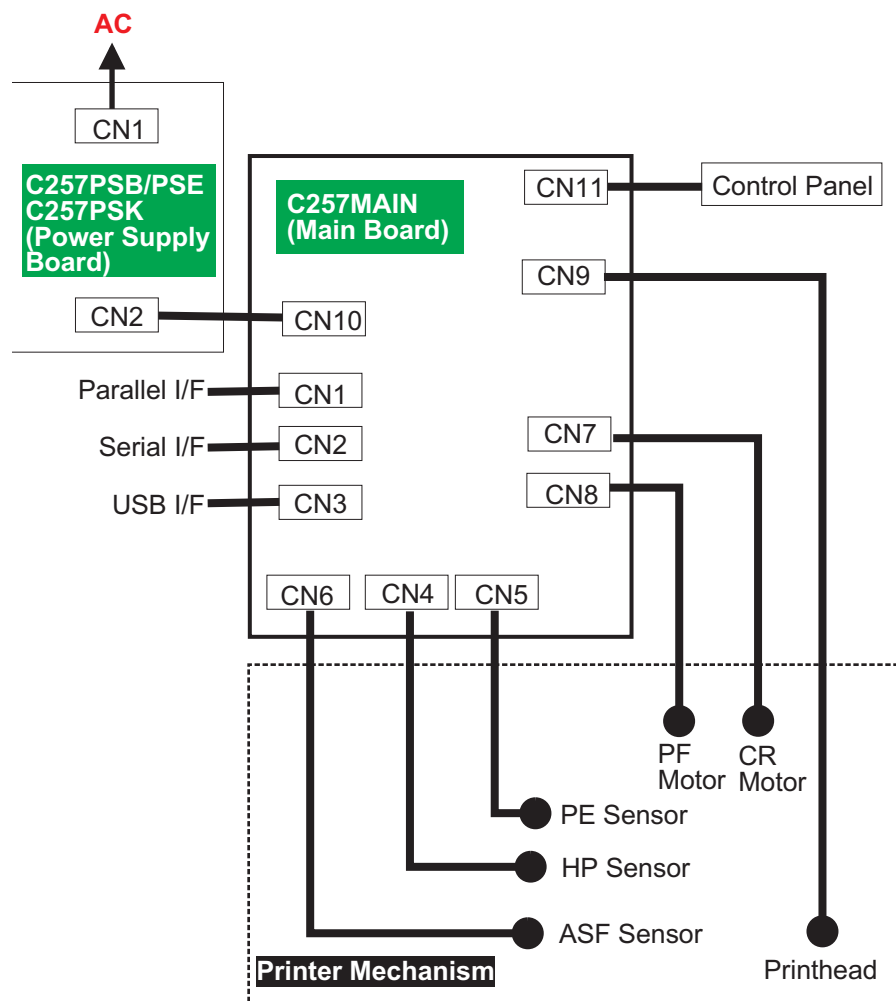 AC
CN1
C257PSB/PSE
C257PSK
(Power Supply
Board)
CN2
C257MAIN
(Main Board)
CN11
Control Panel
CN9
CN10
Parallel I/F
CN1
Serial I/F
CN2
USB I/F
CN3
CN7
CN8
CN6
CN4
CN5
PF
Motor
CR
Motor
PE Sensor
HP Sensor
ASF Sensor
Printhead
Printer Mechanism